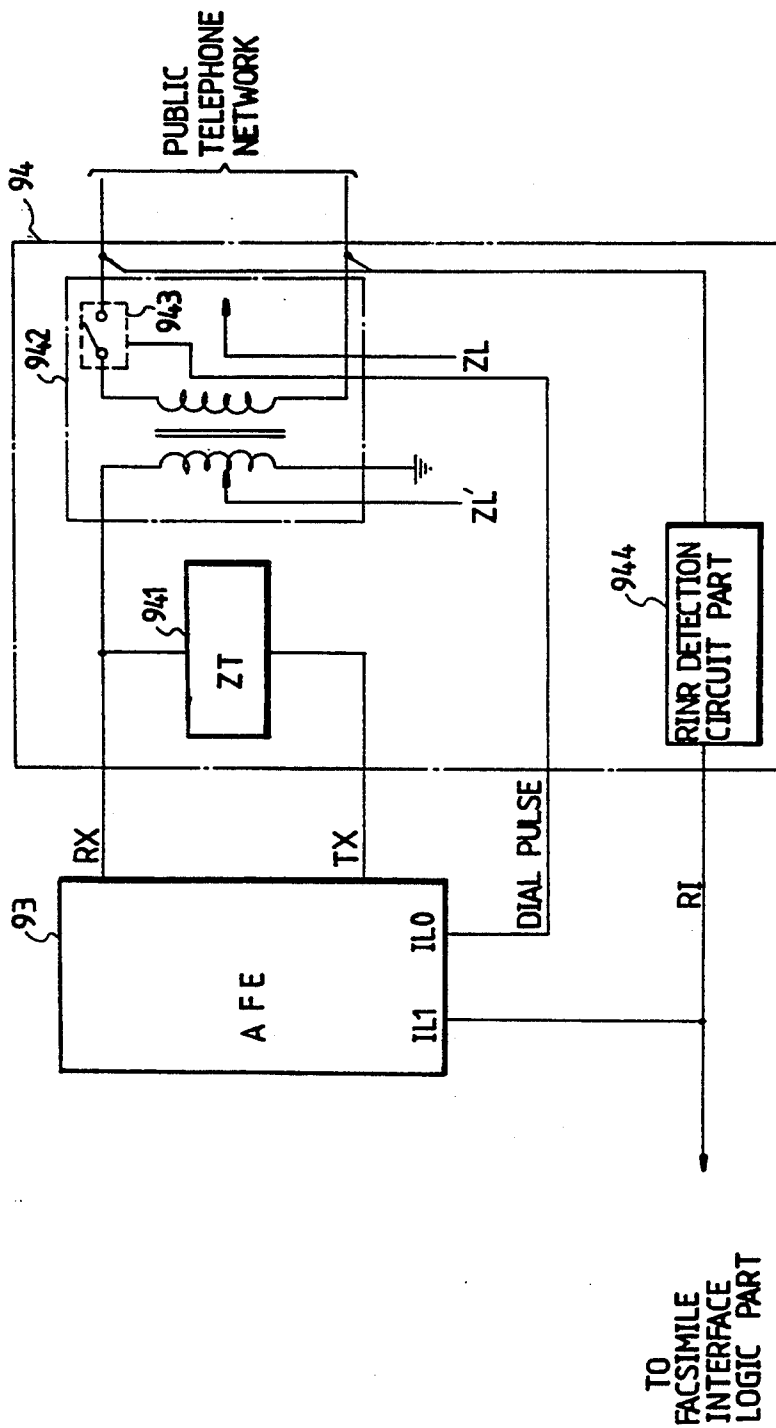 94
PUBLIC
TELEPHONE
NETWORK
942
943
93
941
RX
ZT
ZL
ZL′
A F E
TX
IL1
IL0
DIAL PULSE
944
RINR DETECTION
CIRCUIT PART
RI
TO
FACSIMILE
INTERFACE
LOGIC PART